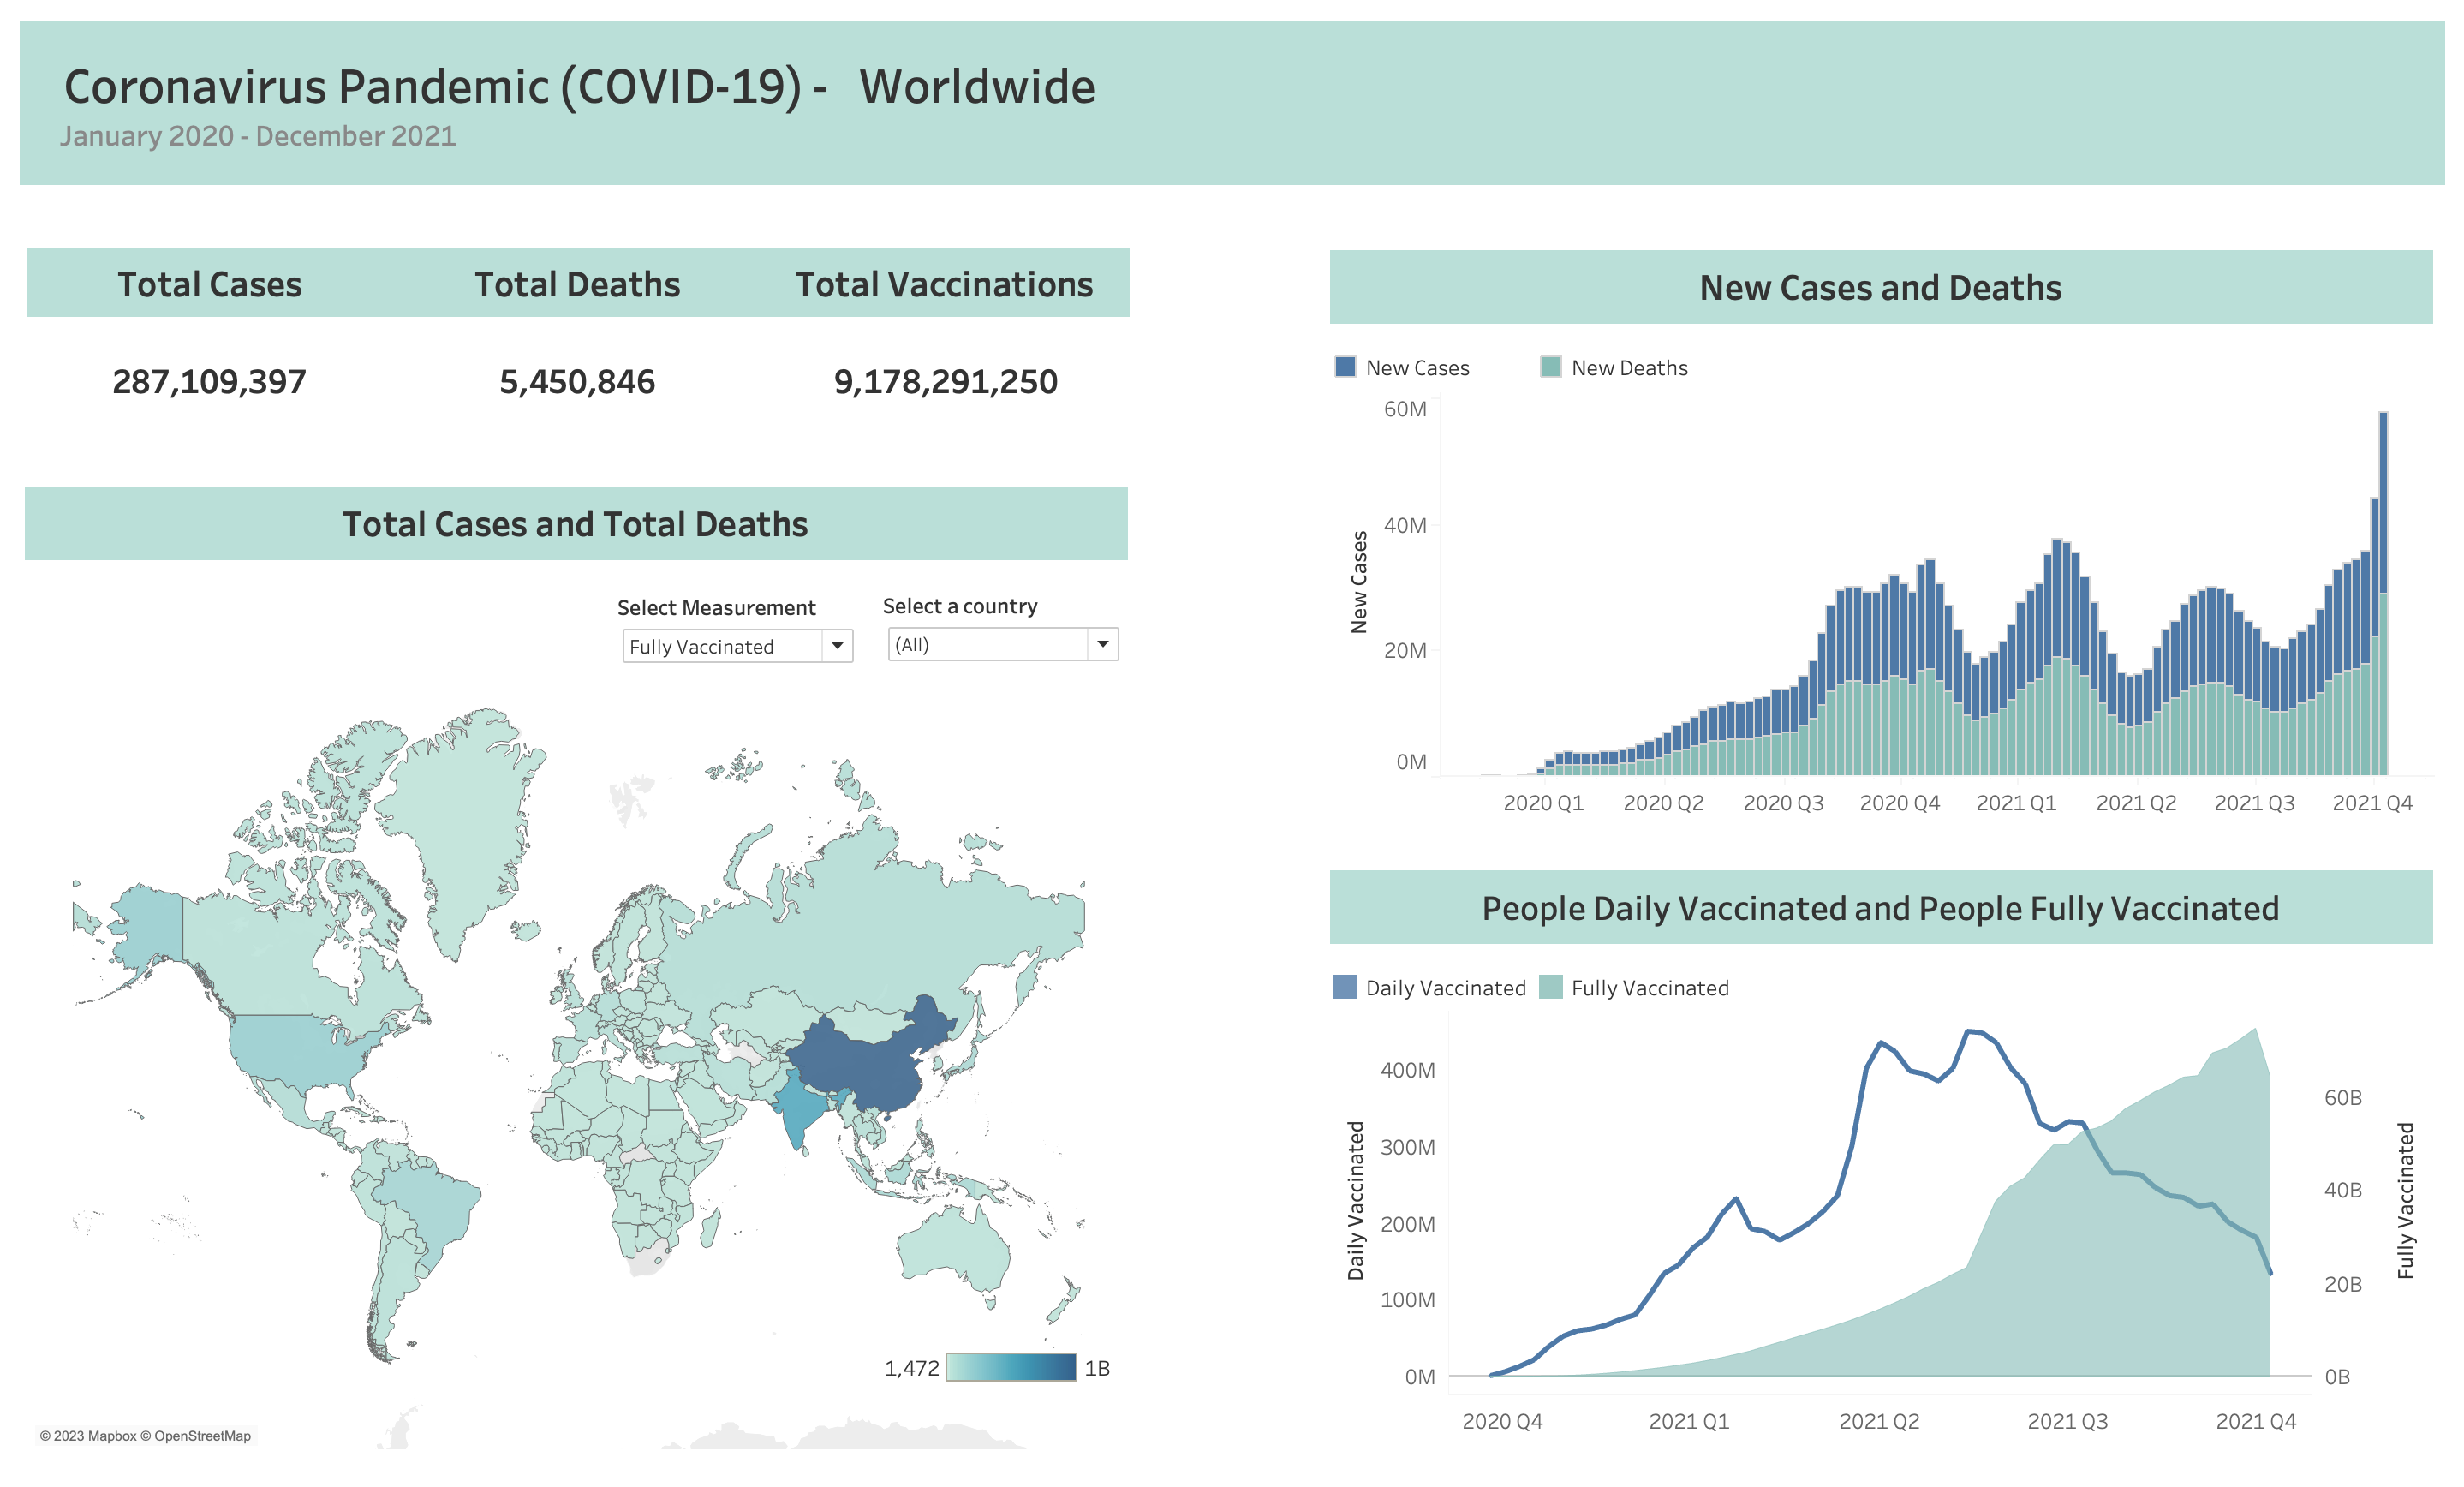 Coronavirus Pandemic (COVID-19) - Worldwide
January 2020 - December 2021
Total Cases Total Deaths Total Vaccinations
287,109,397 5,450,846 9,178,291,250
Total Cases and Total Deaths
Select Measurement Select a country
Fully Vaccinated (All)
1,472 1B
© 2023 Mapbox © OpenStreetMap
New Cases and Deaths
New Cases New Deaths
New Cases
60M
40M
20M
0M
2020 Q1 2020 Q2 2020 Q3 2020 Q4 2021 Q1 2021 Q2 2021 Q3 2021 Q4
People Daily Vaccinated and People Fully Vaccinated
Daily Vaccinated Fully Vaccinated
Daily Vaccinated
400M
300M
200M
100M
0M
60B
40B
20B
0B
Fully Vaccinated
2020 Q4 2021 Q1 2021 Q2 2021 Q3 2021 Q4